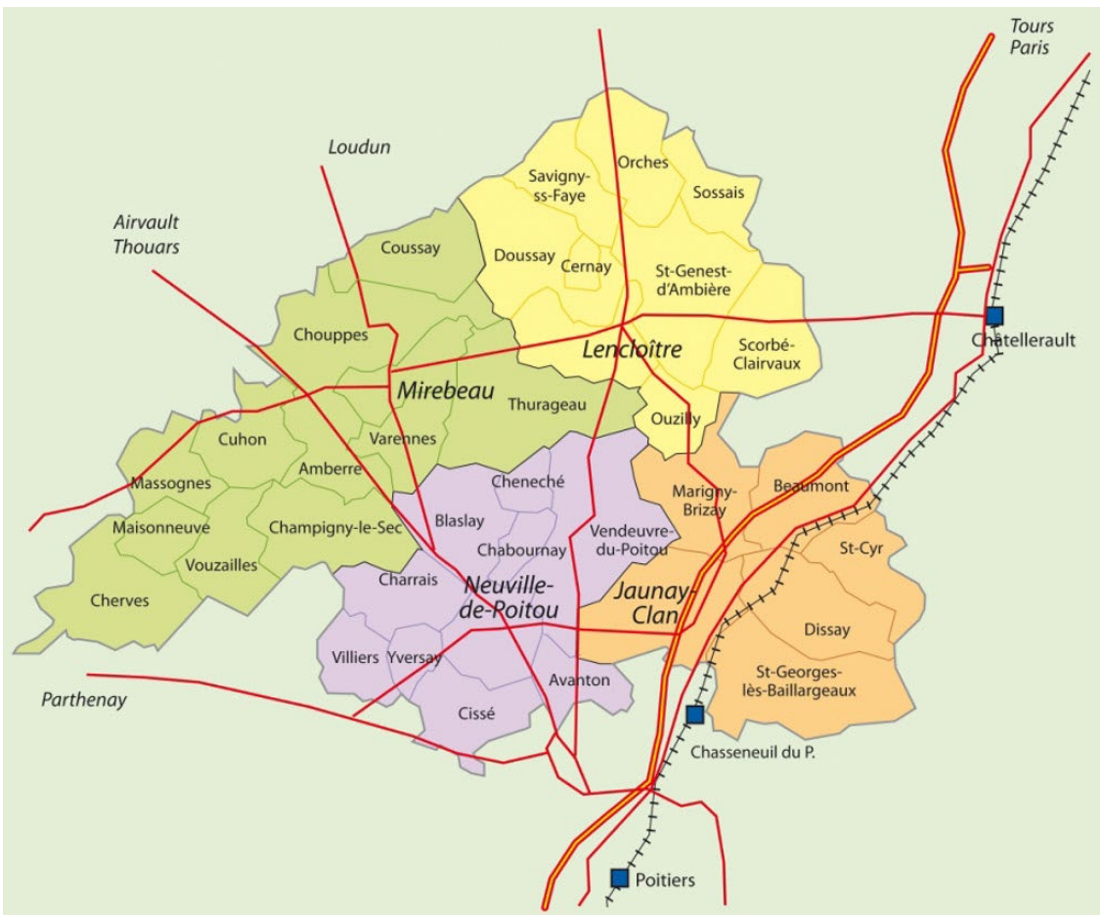 Tours
Paris
Loudun
Airvault
Thouars
Orches
Savigny-
ss-Faye
Sossais
Coussay
Doussay
Cernay
St-Genest-
d'Ambière
Chouppes
Lencloître
Scorbé-
Clairvaux
Châtellerault
Mirebeau
Thurageau
Ouzilly
Cuhon
Varennes
Amberre
Massognes
Cheneché
Marigny-
Brizay
Beaumont
Maisonneuve
Champigny-le-Sec
Blaslay
Vendeuvre-
du-Poitou
Chabournay
St-Cyr
Vouzailles
Charrais
Neuville-
de-Poitou
Jaunay-
Clan
Cherves
Dissay
Villiers
Yversay
Avanton
St-Georges-
lès-Baillargeaux
Parthenay
Cissé
Chasseneuil du P.
Poitiers